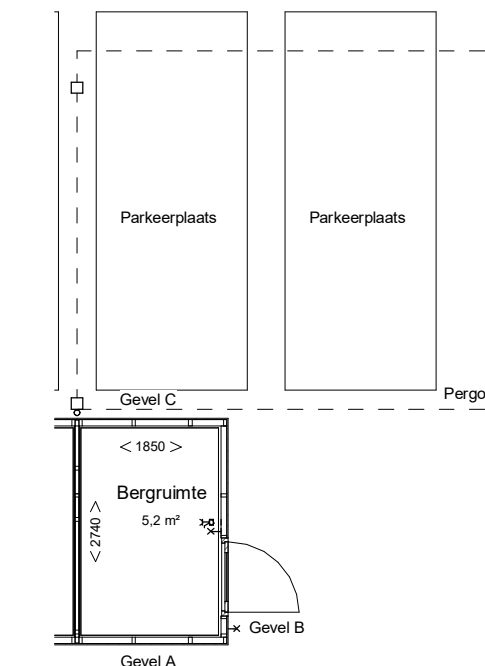 Parkeerplaats
Parkeerplaats
Gevel C
Pergo
< 1850 >
Bergruimte
5,2 m²
< 2740 >
Gevel B
Gevel A